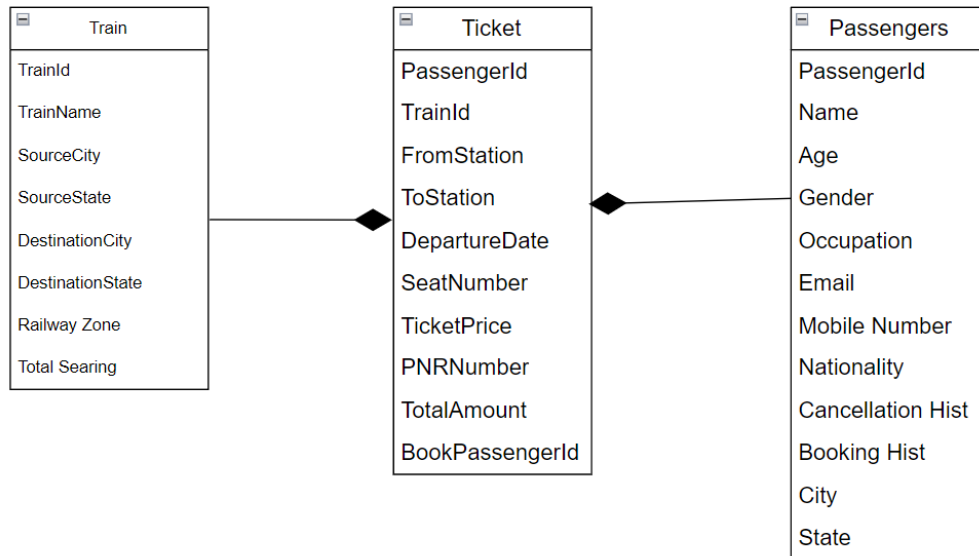 Train
TrainId
TrainName
SourceCity
SourceState
DestinationCity
DestinationState
Railway Zone
Total Searing
Ticket
PassengerId
TrainId
FromStation
ToStation
DepartureDate
SeatNumber
TicketPrice
PNRNumber
TotalAmount
BookPassengerId
Passengers
PassengerId
Name
Age
Gender
Occupation
Email
Mobile Number
Nationality
Cancellation Hist
Booking Hist
City
State